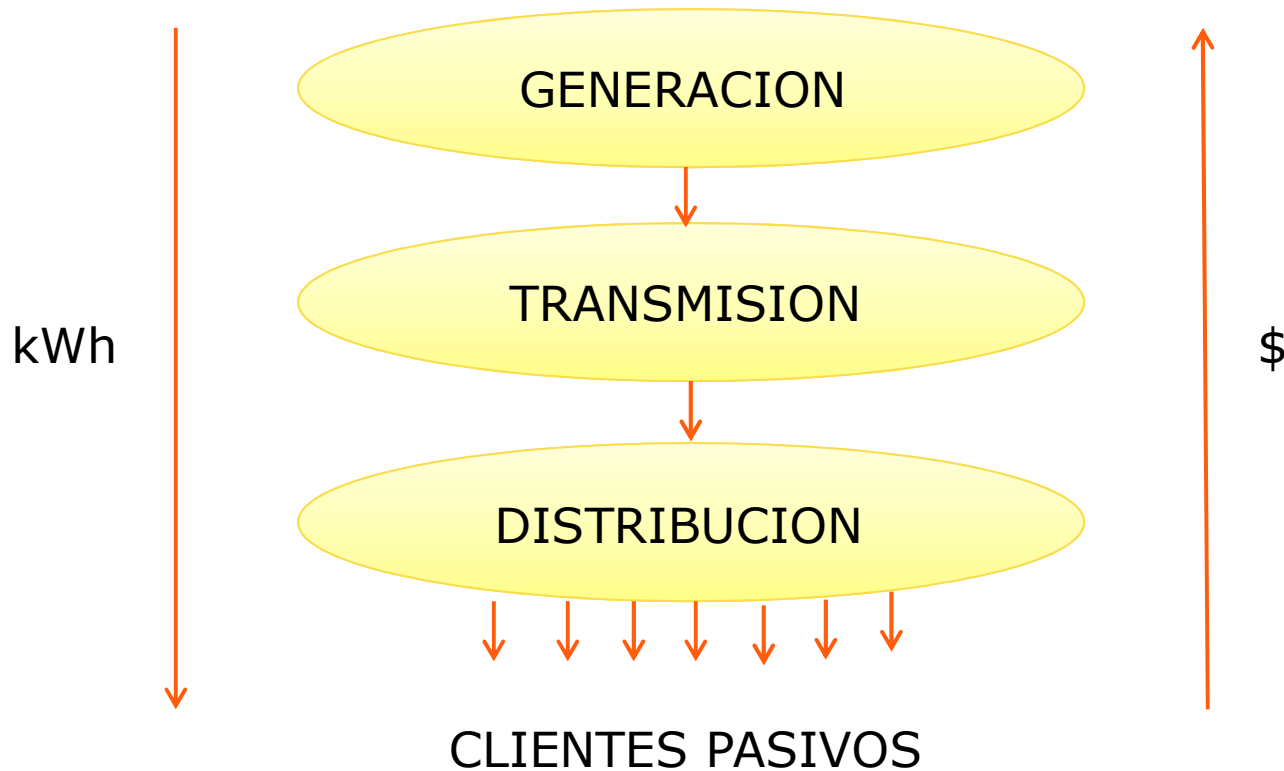 GENERACION
TRANSMISION
kWh
$
DISTRIBUCION
CLIENTES PASIVOS